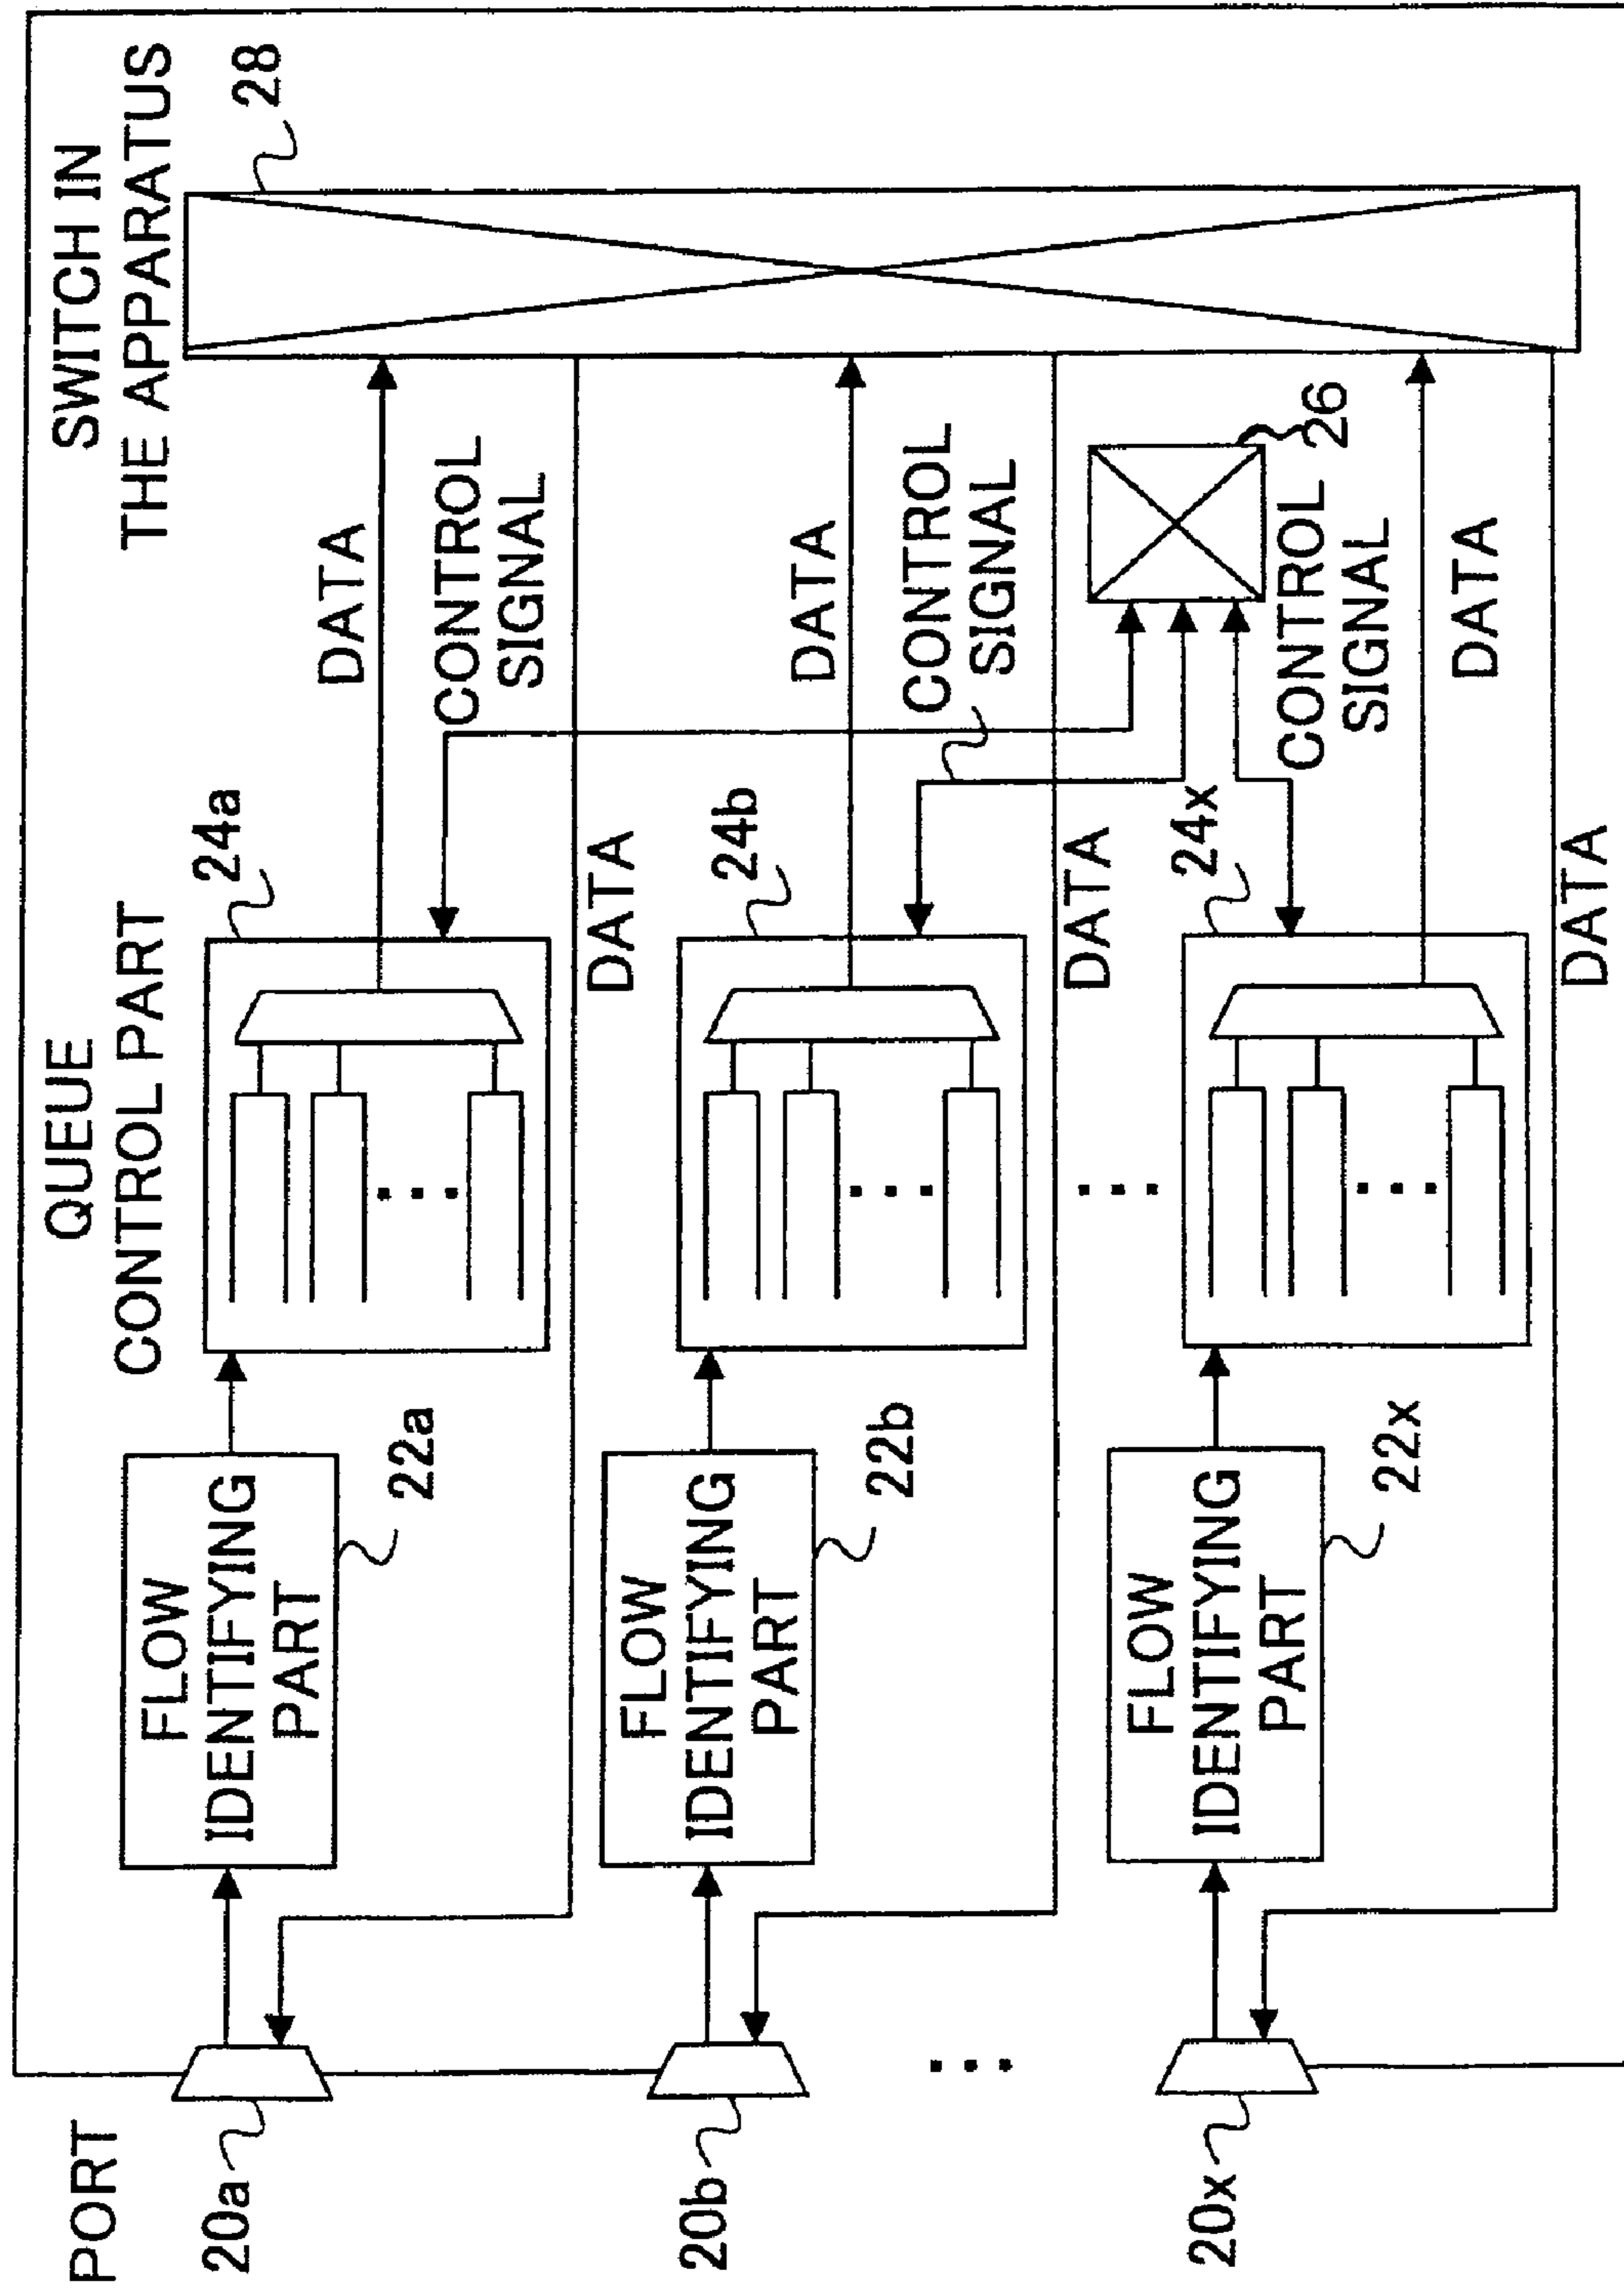 PORT
QUEUE
CONTROL PART
SWITCH IN
THE APPARATUS
20a
FLOW
IDENTIFYING
PART
22a
24a
DATA
CONTROL
SIGNAL
28
DATA
20b
FLOW
IDENTIFYING
PART
22b
24b
DATA
CONTROL
SIGNAL
DATA
26
20x
FLOW
IDENTIFYING
PART
22x
24x
CONTROL
SIGNAL
DATA
DATA